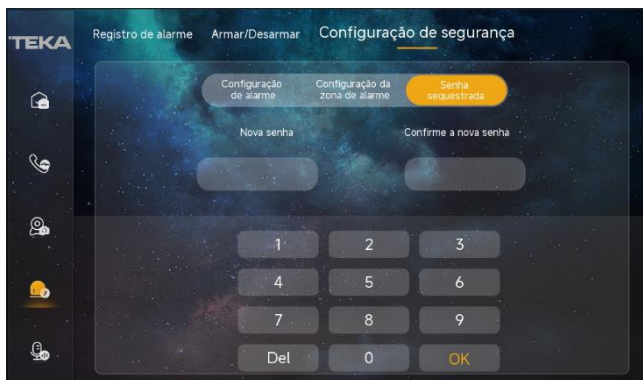 TEKA
Registro de alarme Armar/Desarmar Configuração de segurança
Configuração de alarme
Configuração da zona de alarme
Senha sequestrada
Nova senha Confirme a nova senha
1 2 3
4 5 6
7 8 9
Del 0 OK